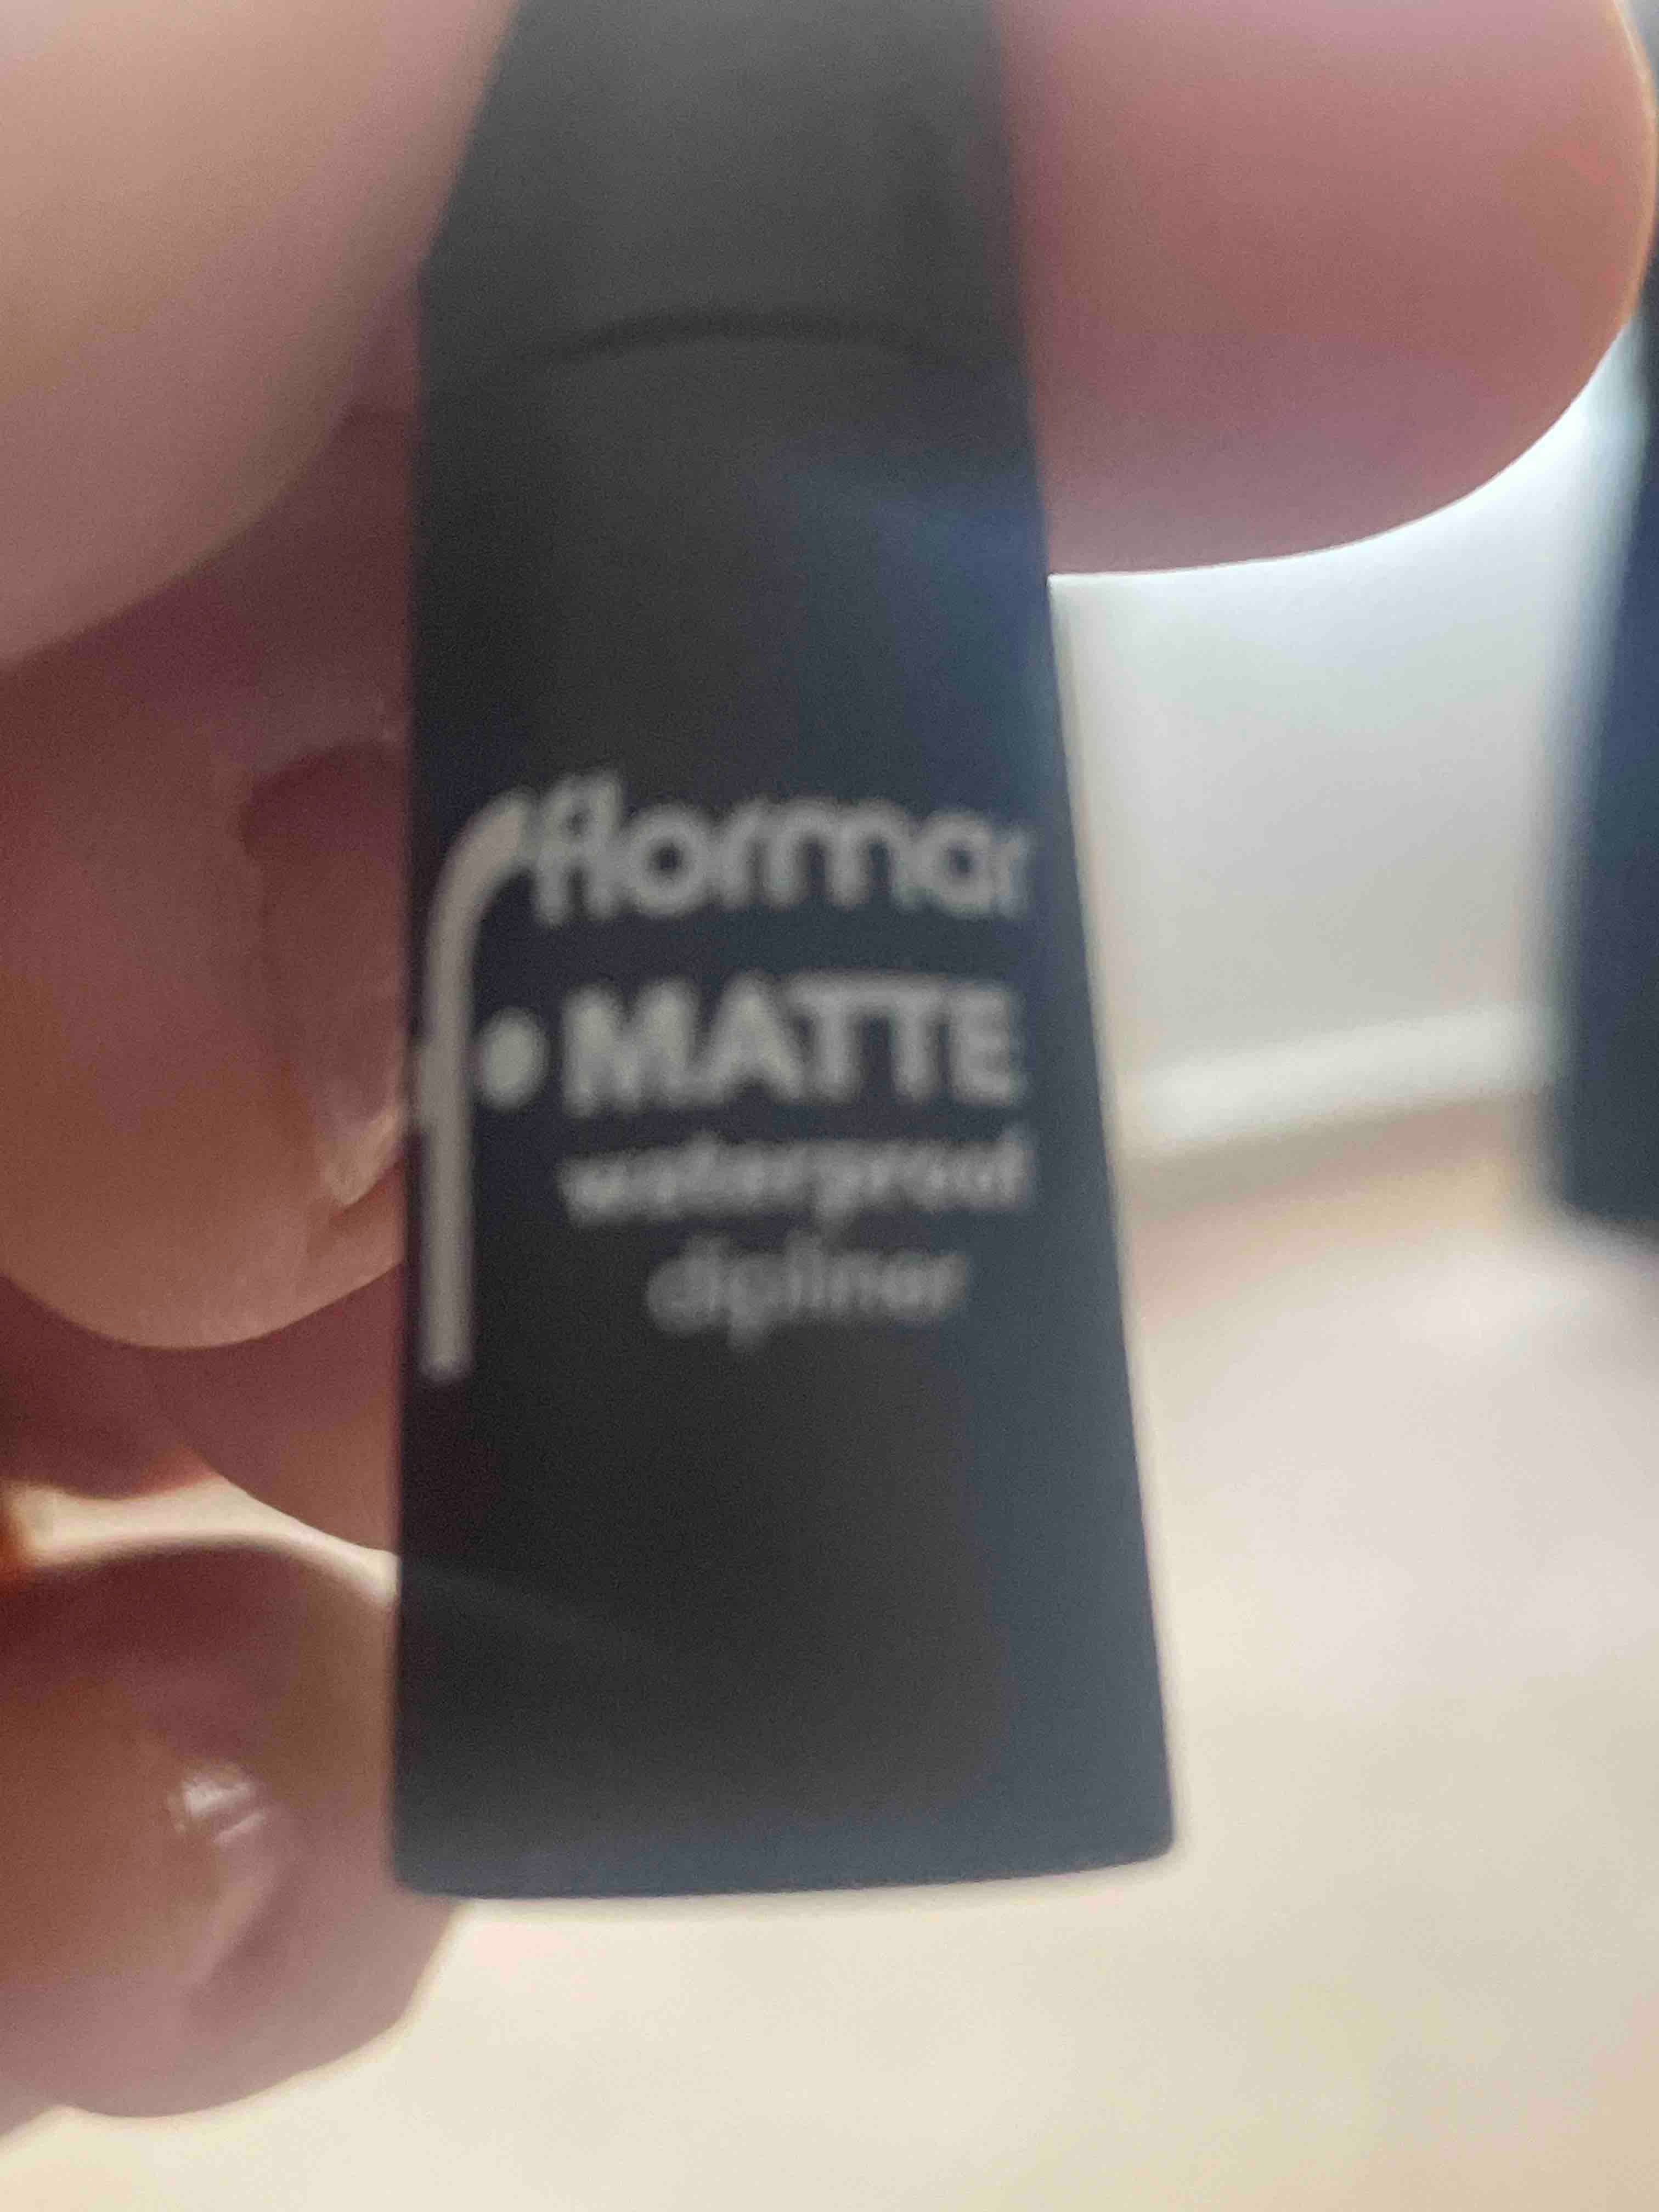 flormar
MATTE
waterproof
dipliner